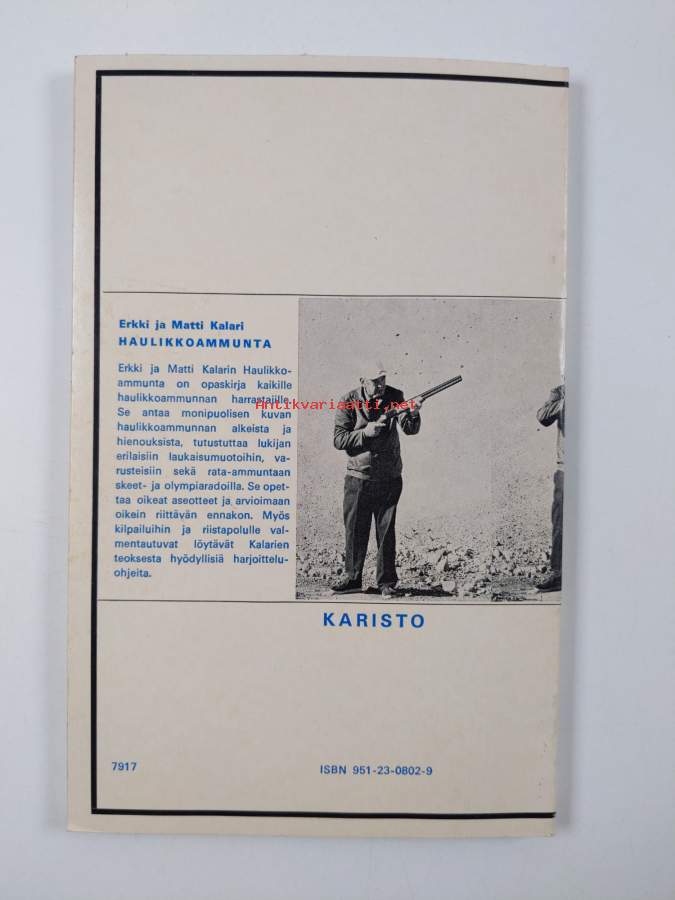 Erkki ja Matti Kalari
HAULIKKOAMMUNTA
Erkki ja Matti Kalarin Haulikko-
ammunta on opaskirja kaikille
haulikkoammunnan harrastajille.
Se antaa monipuolisen kuvan
haulikkoammunnan alkeista ja
hienouksista, tutustuttaa lukijan
erilaisiin laukaisumuotoihin, va-
rusteisiin sekä rata-ammuntaan
skeet- ja olympiaradoilla. Se opet-
taa oikeat aseotteet ja arvioimaan
oikein riittävän ennakon. Myös
kilpailuihin ja riistapolulle val-
mentautuvat löytävät Kalarien
teoksesta hyödyllisiä harjoittelu-
ohjeita.
Antikvariaatti.net
KARISTO
7917
ISBN 951-23-0802-9